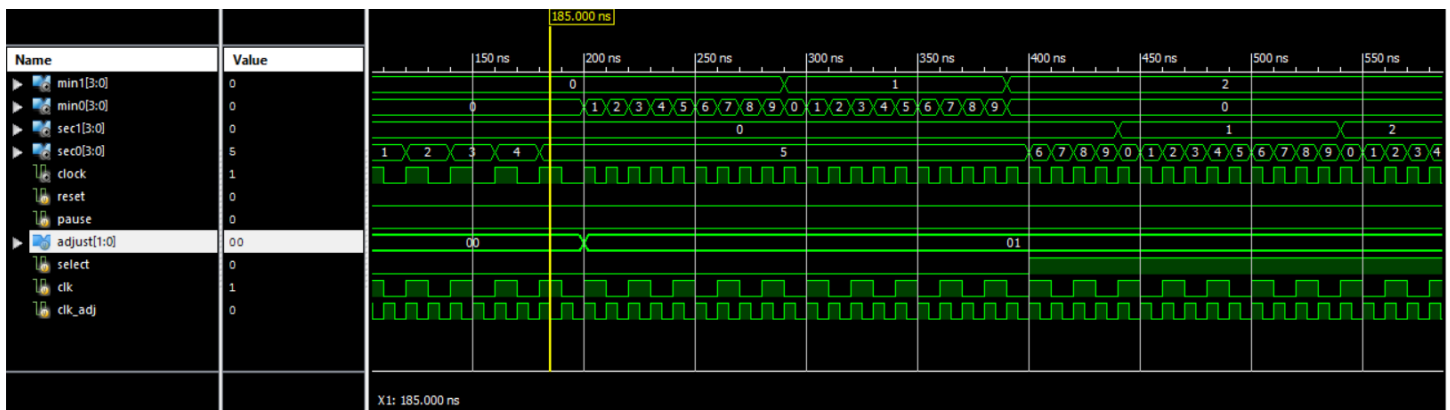 185.000 ns
Name Value
150 ns 200 ns 250 ns 300 ns 350 ns 400 ns 450 ns 500 ns 550 ns
min1[3:0] 0 0 1 2
min0[3:0] 0 0 1 2 3 4 5 6 7 8 9 0 1 2 3 4 5 6 7 8 9 0
sec1[3:0] 0 0 1 2
sec0[3:0] 5 1 2 3 4 5 6 7 8 9 0 1 2 3 4 5 6 7 8 9 0 1 2 3 4
clock 1
reset 0
pause 0
adjust[1:0] 00 00 01
select 0
clk 1
clk_adj 0
X1: 185.000 ns